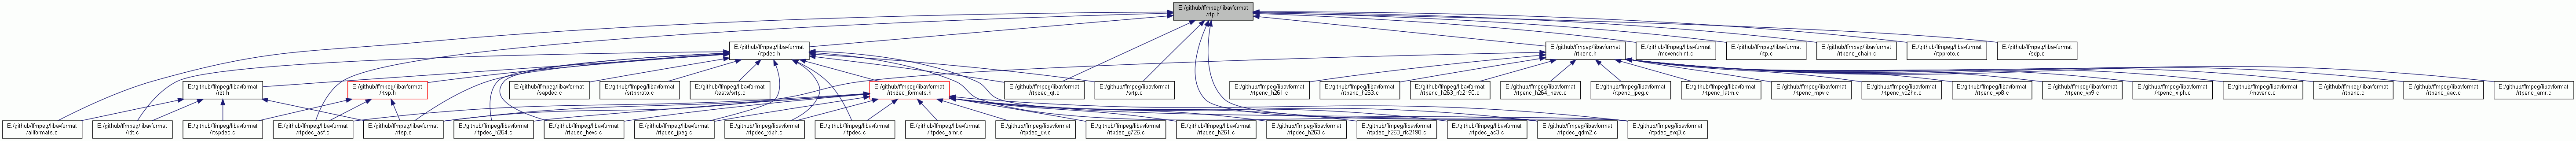 E:/github/ffmpeg/libavformat
/rtp.h
E:/github/ffmpeg/libavformat
/rtpdec.h
E:/github/ffmpeg/libavformat
/rtpenc.h
E:/github/ffmpeg/libavformat
/movenchint.c
E:/github/ffmpeg/libavformat
/rtp.c
E:/github/ffmpeg/libavformat
/rtpenc_chain.c
E:/github/ffmpeg/libavformat
/rtpproto.c
E:/github/ffmpeg/libavformat
/sdp.c
E:/github/ffmpeg/libavformat
/rdt.h
E:/github/ffmpeg/libavformat
/rtsp.h
E:/github/ffmpeg/libavformat
/sapdec.c
E:/github/ffmpeg/libavformat
/srtpproto.c
E:/github/ffmpeg/libavformat
/tests/srtp.c
E:/github/ffmpeg/libavformat
/rtpdec_formats.h
E:/github/ffmpeg/libavformat
/rtpdec_qt.c
E:/github/ffmpeg/libavformat
/srtp.c
E:/github/ffmpeg/libavformat
/rtpenc_h261.c
E:/github/ffmpeg/libavformat
/rtpenc_h263.c
E:/github/ffmpeg/libavformat
/rtpenc_h263_rfc2190.c
E:/github/ffmpeg/libavformat
/rtpenc_h264_hevc.c
E:/github/ffmpeg/libavformat
/rtpenc_jpeg.c
E:/github/ffmpeg/libavformat
/rtpenc_latm.c
E:/github/ffmpeg/libavformat
/rtpenc_mpv.c
E:/github/ffmpeg/libavformat
/rtpenc_vc2hq.c
E:/github/ffmpeg/libavformat
/rtpenc_vp8.c
E:/github/ffmpeg/libavformat
/rtpenc_vp9.c
E:/github/ffmpeg/libavformat
/rtpenc_xiph.c
E:/github/ffmpeg/libavformat
/movenc.c
E:/github/ffmpeg/libavformat
/rtpenc.c
E:/github/ffmpeg/libavformat
/rtpenc_aac.c
E:/github/ffmpeg/libavformat
/rtpenc_amr.c
E:/github/ffmpeg/libavformat
/allformats.c
E:/github/ffmpeg/libavformat
/rdt.c
E:/github/ffmpeg/libavformat
/rtspdec.c
E:/github/ffmpeg/libavformat
/rtpdec_asf.c
E:/github/ffmpeg/libavformat
/rtsp.c
E:/github/ffmpeg/libavformat
/rtpdec_h264.c
E:/github/ffmpeg/libavformat
/rtpdec_hevc.c
E:/github/ffmpeg/libavformat
/rtpdec_jpeg.c
E:/github/ffmpeg/libavformat
/rtpdec_xiph.c
E:/github/ffmpeg/libavformat
/rtpdec.c
E:/github/ffmpeg/libavformat
/rtpdec_amr.c
E:/github/ffmpeg/libavformat
/rtpdec_dv.c
E:/github/ffmpeg/libavformat
/rtpdec_g726.c
E:/github/ffmpeg/libavformat
/rtpdec_h261.c
E:/github/ffmpeg/libavformat
/rtpdec_h263.c
E:/github/ffmpeg/libavformat
/rtpdec_h263_rfc2190.c
E:/github/ffmpeg/libavformat
/rtpdec_ac3.c
E:/github/ffmpeg/libavformat
/rtpdec_qdm2.c
E:/github/ffmpeg/libavformat
/rtpdec_svq3.c